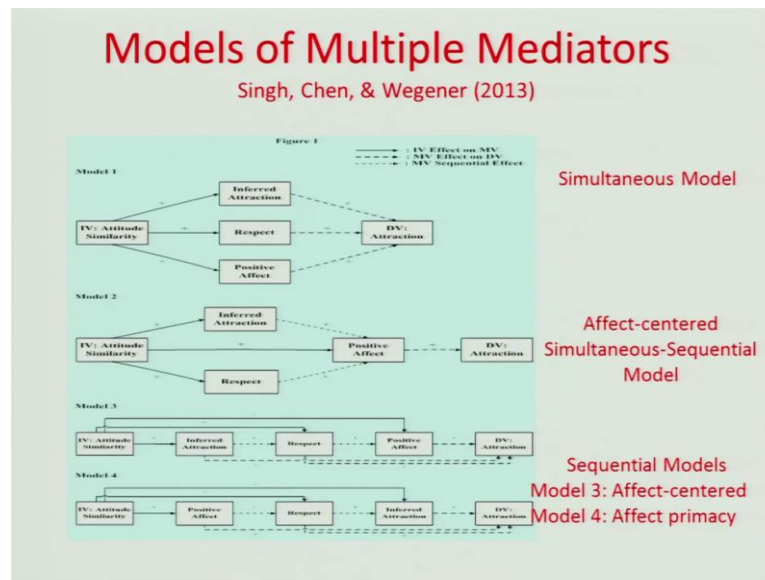 Models of Multiple Mediators
Singh, Chen, & Wegener (2013)
Figure 1
: IV Effect on MV
: MV Effect on DV
: MV Sequential Effect
Model 1
Inferred
Attraction
IV: Attitude
Similarity
Respect
DV:
Attraction
Positive
Affect
Simultaneous Model
Model 2
Inferred
Attraction
IV: Attitude
Similarity
Positive
Affect
DV:
Attraction
Respect
Affect-centered
Simultaneous-Sequential
Model
Model 3
IV: Attitude
Similarity
Inferred
Attraction
Respect
Positive
Affect
DV:
Attraction
Model 4
IV: Attitude
Similarity
Positive
Affect
Respect
Inferred
Attraction
DV:
Attraction
Sequential Models
Model 3: Affect-centered
Model 4: Affect primacy